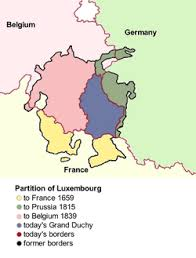 Belgium
Germany
France
Partition of Luxembourg
to France 1659
to Prussia 1815
to Belgium 1839
today's Grand Duchy
today's borders
former borders